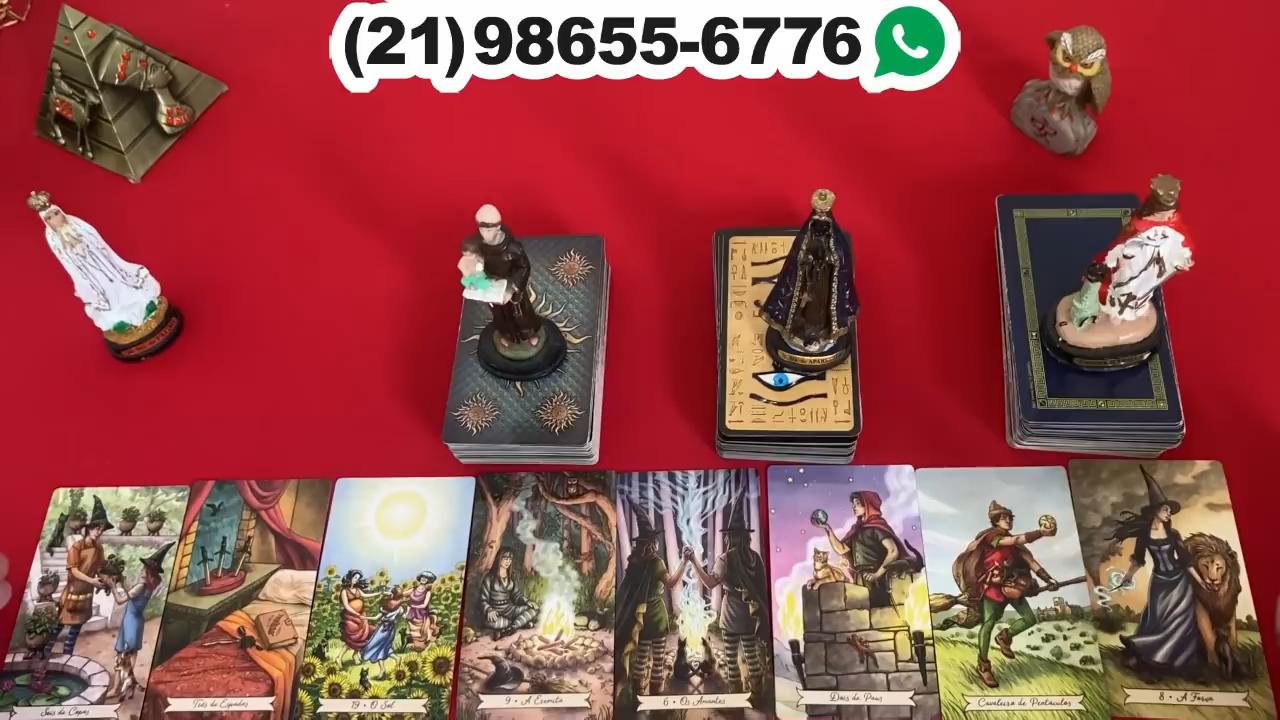 (21)98655-6776
Seis de Copas
Três de Espadas
19 • O Sol
9 • A Eremita
6 • Os Amantes
Dois de Paus
Cavaleiro de Pentáculos
8 • A Força